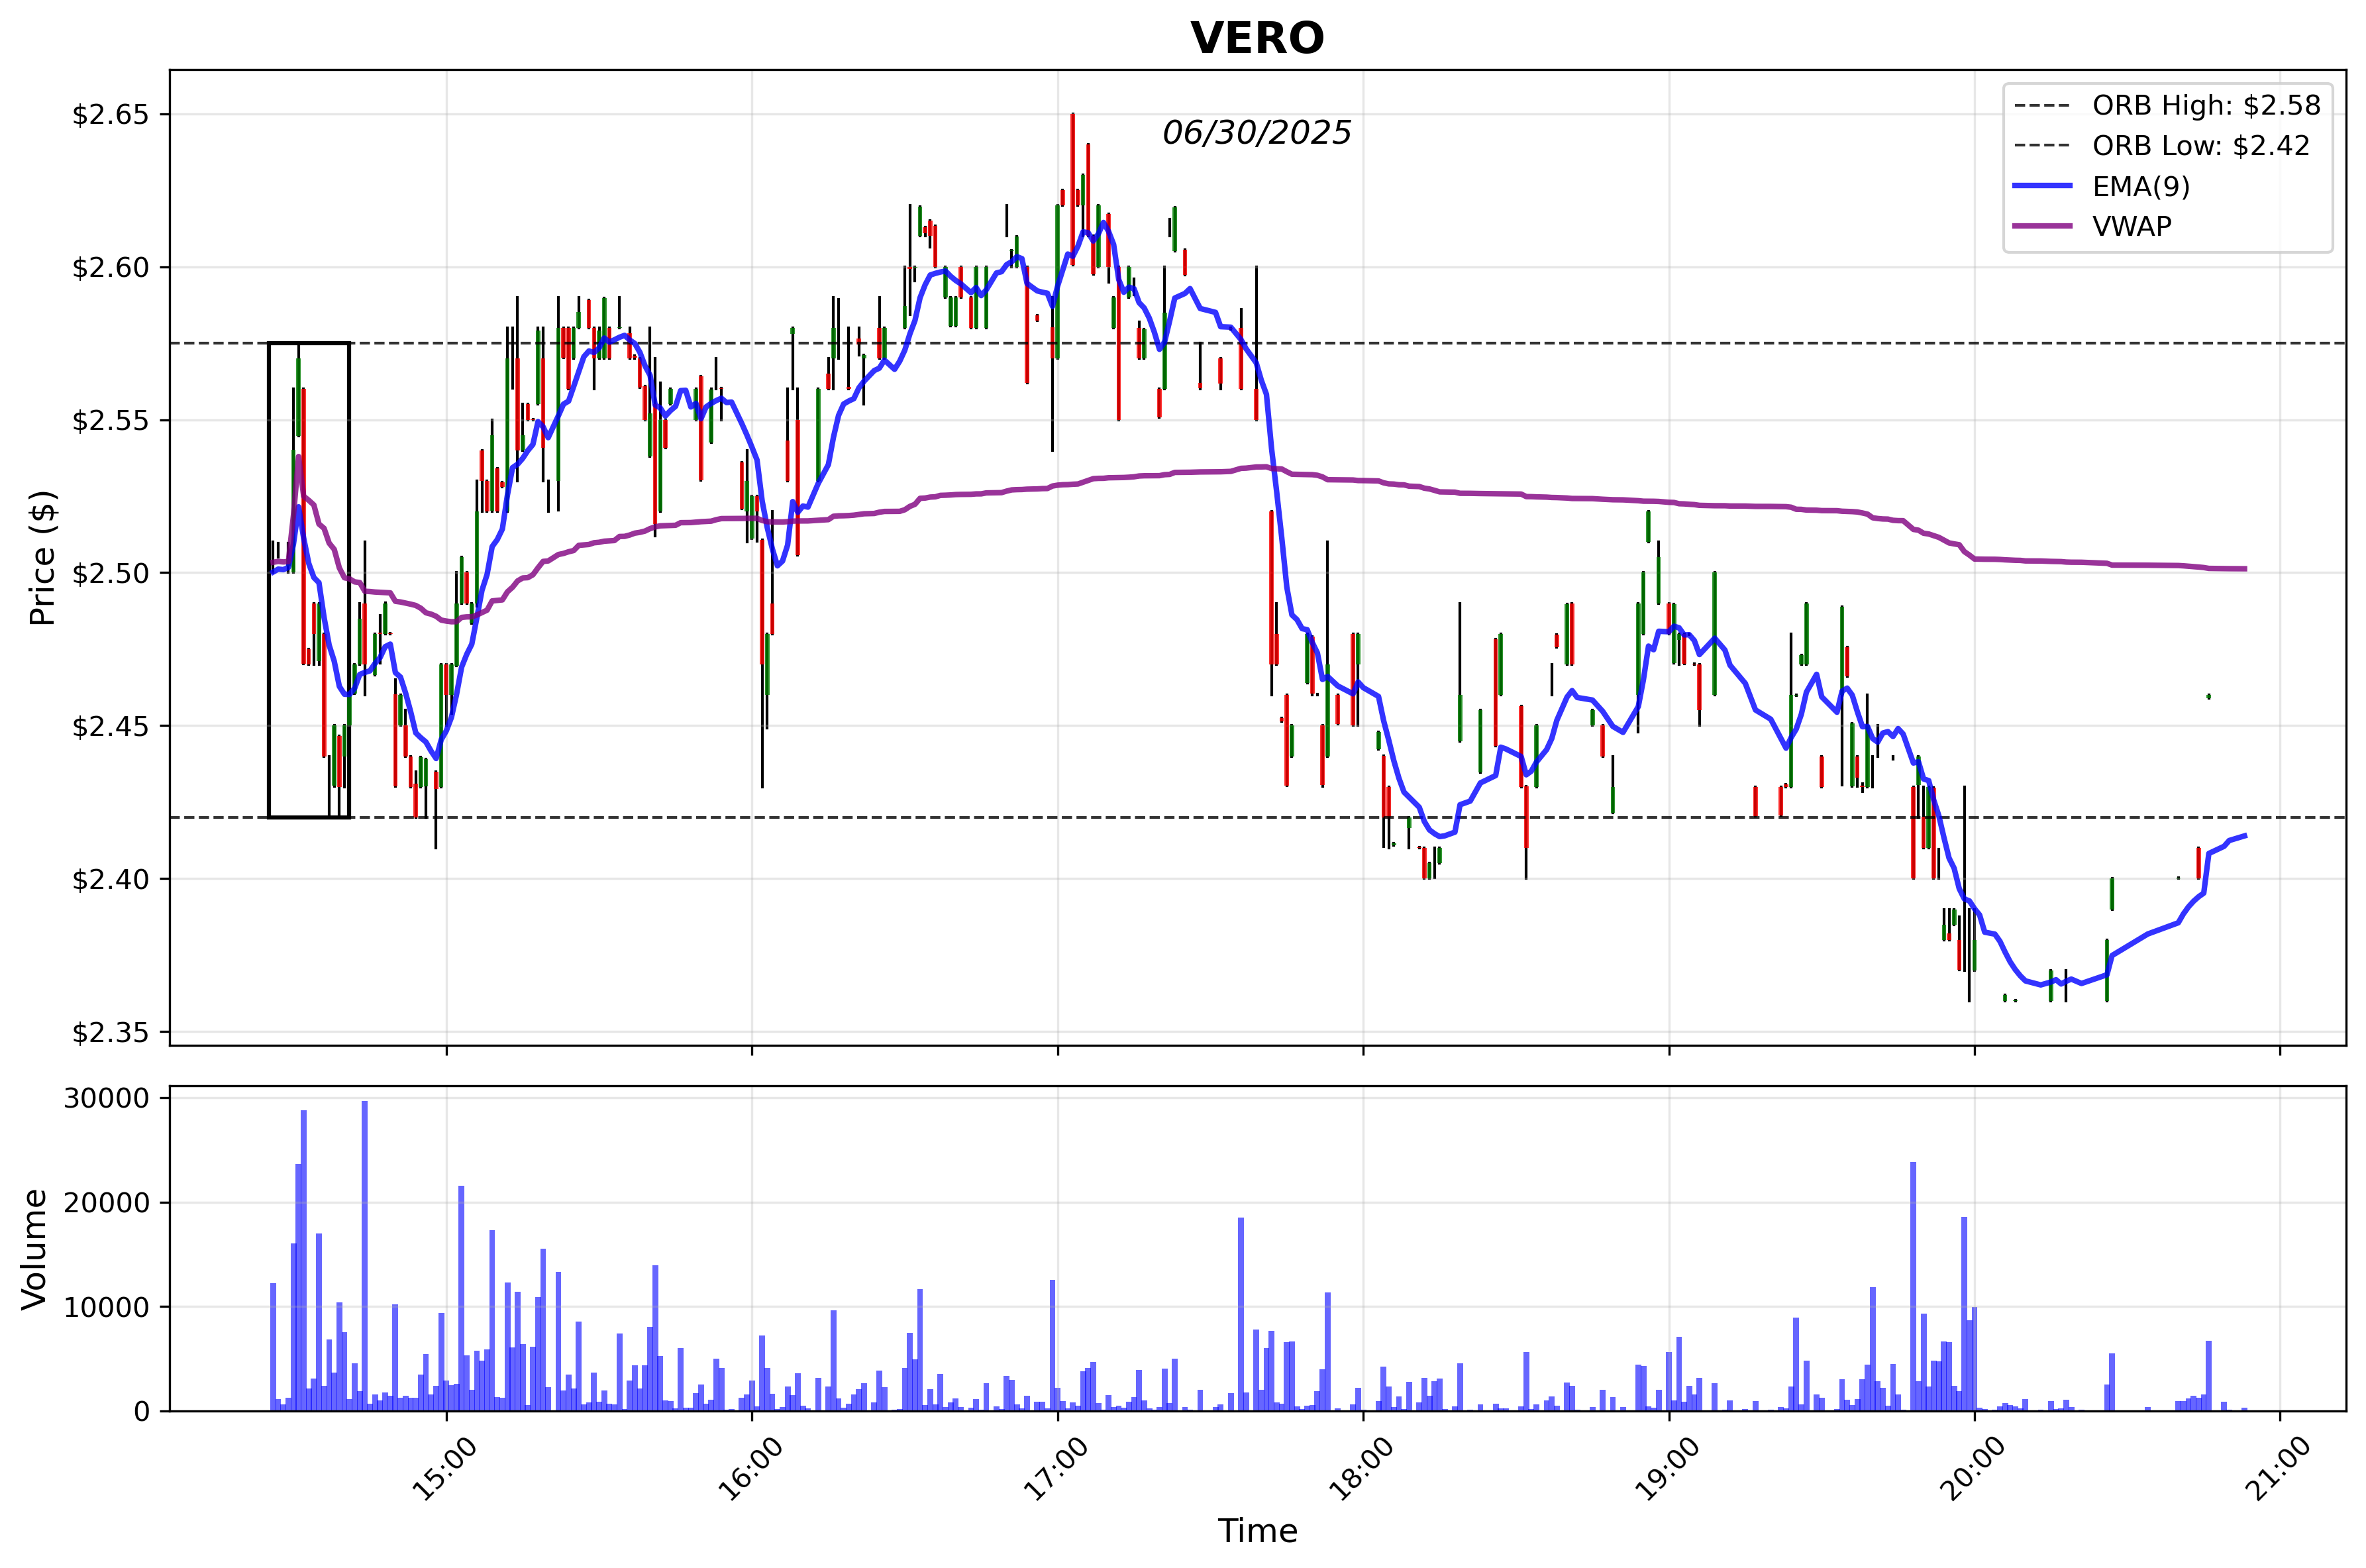 VERO
06/30/2025
ORB High: $2.58
ORB Low: $2.42
EMA(9)
VWAP
Price ($)
$2.65
$2.60
$2.55
$2.50
$2.45
$2.40
$2.35
Volume
30000
20000
10000
0
15:00
16:00
17:00
18:00
19:00
20:00
21:00
Time